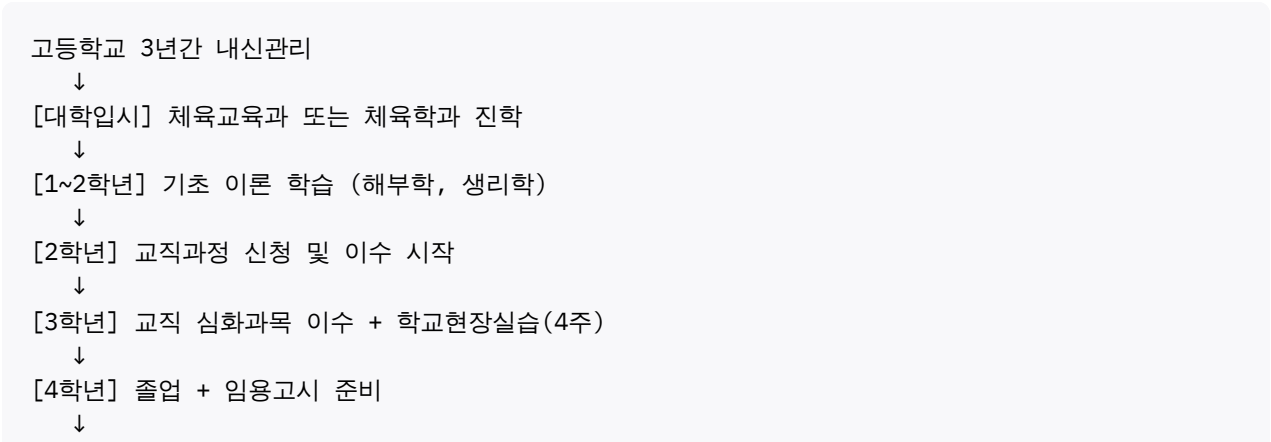 고등학교 3년간 내신관리
↓
[대학입시] 체육교육과 또는 체육학과 진학
↓
[1~2학년] 기초 이론 학습 (해부학, 생리학)
↓
[2학년] 교직과정 신청 및 이수 시작
↓
[3학년] 교직 심화과목 이수 + 학교현장실습(4주)
↓
[4학년] 졸업 + 임용고시 준비
↓